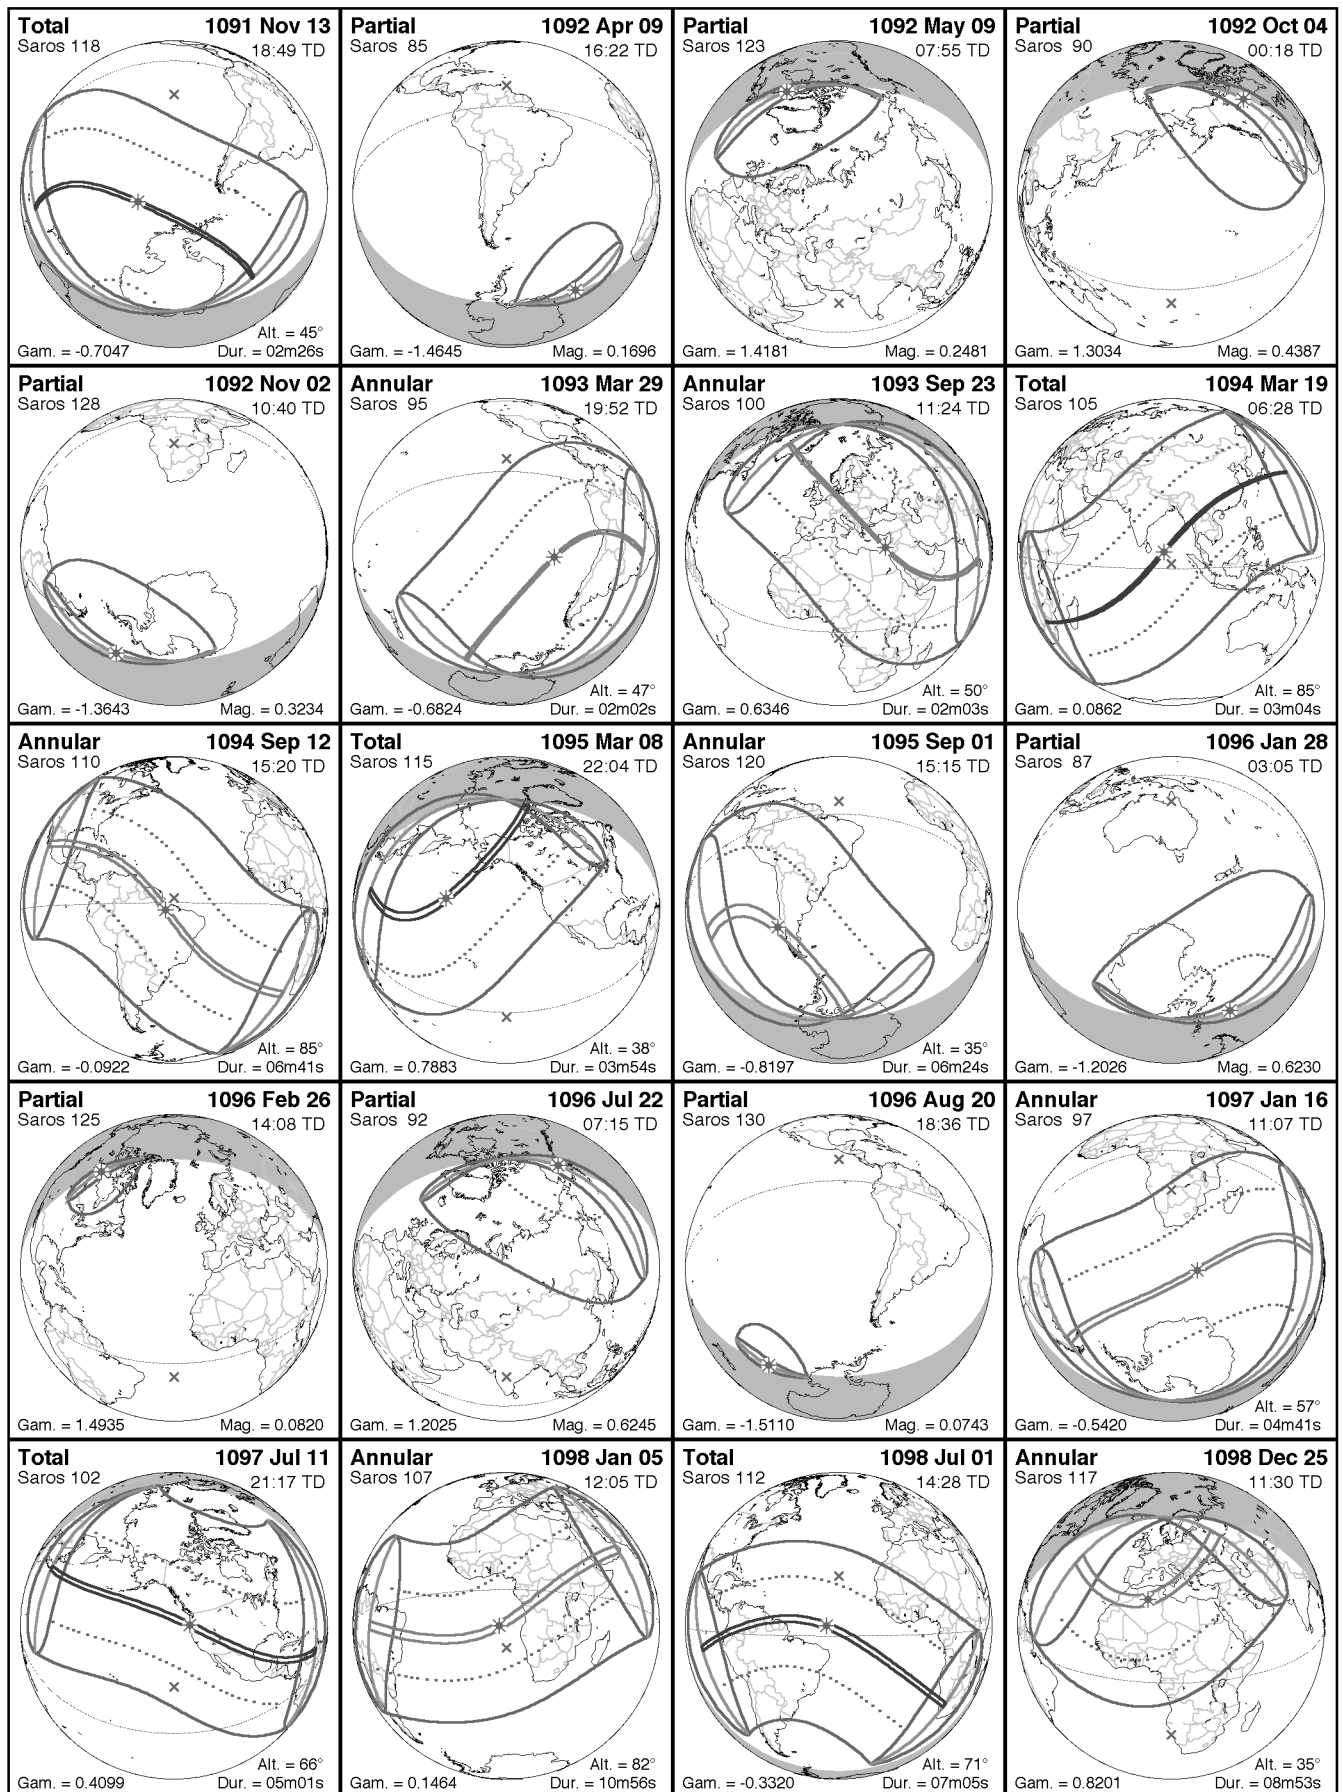 Total 1091 Nov 13
Saros 118 18:49 TD
Alt. = 45°
Gam. = -0.7047 Dur. = 02m26s
Partial 1092 Apr 09
Saros 85 16:22 TD
Gam. = -1.4645 Mag. = 0.1696
Partial 1092 May 09
Saros 123 07:55 TD
Gam. = 1.4181 Mag. = 0.2481
Partial 1092 Oct 04
Saros 90 00:18 TD
Gam. = 1.3034 Mag. = 0.4387
Partial 1092 Nov 02
Saros 128 10:40 TD
Gam. = -1.3643 Mag. = 0.3234
Annular 1093 Mar 29
Saros 95 19:52 TD
Alt. = 47°
Gam. = -0.6824 Dur. = 02m02s
Annular 1093 Sep 23
Saros 100 11:24 TD
Alt. = 50°
Gam. = 0.6346 Dur. = 02m03s
Total 1094 Mar 19
Saros 105 06:28 TD
Alt. = 85°
Gam. = 0.0862 Dur. = 03m04s
Annular 1094 Sep 12
Saros 110 15:20 TD
Alt. = 85°
Gam. = -0.0922 Dur. = 06m41s
Total 1095 Mar 08
Saros 115 22:04 TD
Alt. = 38°
Gam. = 0.7883 Dur. = 03m54s
Annular 1095 Sep 01
Saros 120 15:15 TD
Alt. = 35°
Gam. = -0.8197 Dur. = 06m24s
Partial 1096 Jan 28
Saros 87 03:05 TD
Gam. = -1.2026 Mag. = 0.6230
Partial 1096 Feb 26
Saros 125 14:08 TD
Gam. = 1.4935 Mag. = 0.0820
Partial 1096 Jul 22
Saros 92 07:15 TD
Gam. = 1.2025 Mag. = 0.6245
Partial 1096 Aug 20
Saros 130 18:36 TD
Gam. = -1.5110 Mag. = 0.0743
Annular 1097 Jan 16
Saros 97 11:07 TD
Alt. = 57°
Gam. = -0.5420 Dur. = 04m41s
Total 1097 Jul 11
Saros 102 21:17 TD
Alt. = 66°
Gam. = 0.4099 Dur. = 05m01s
Annular 1098 Jan 05
Saros 107 12:05 TD
Alt. = 82°
Gam. = 0.1464 Dur. = 10m56s
Total 1098 Jul 01
Saros 112 14:28 TD
Alt. = 71°
Gam. = -0.3320 Dur. = 07m05s
Annular 1098 Dec 25
Saros 117 11:30 TD
Alt. = 35°
Gam. = 0.8201 Dur. = 08m53s